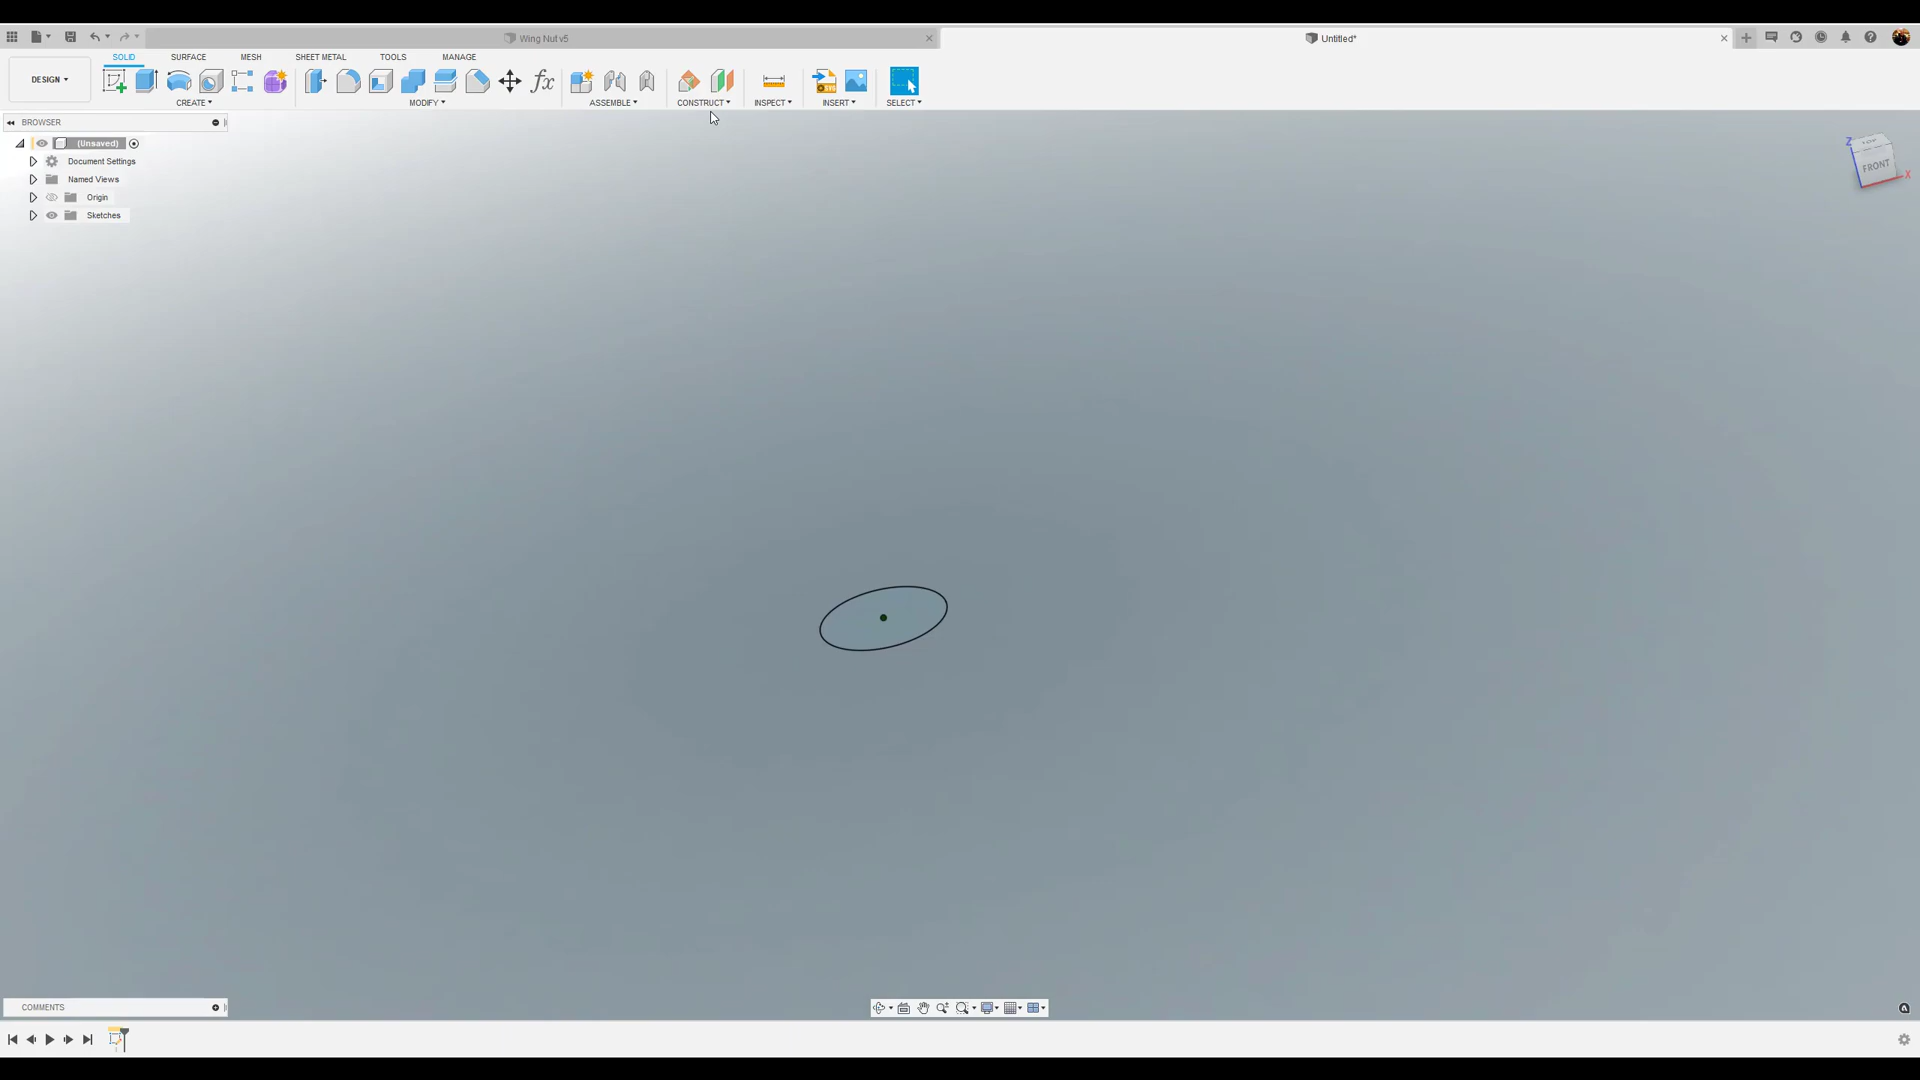 Wing Nut v5
Untitled*
DESIGN
SOLID
SURFACE
MESH
SHEET METAL
TOOLS
MANAGE
CREATE
MODIFY
ASSEMBLE
CONSTRUCT
INSPECT
INSERT
SELECT
BROWSER
(Unsaved)
Document Settings
Named Views
Origin
Sketches
Z
TOP
FRONT
X
COMMENTS